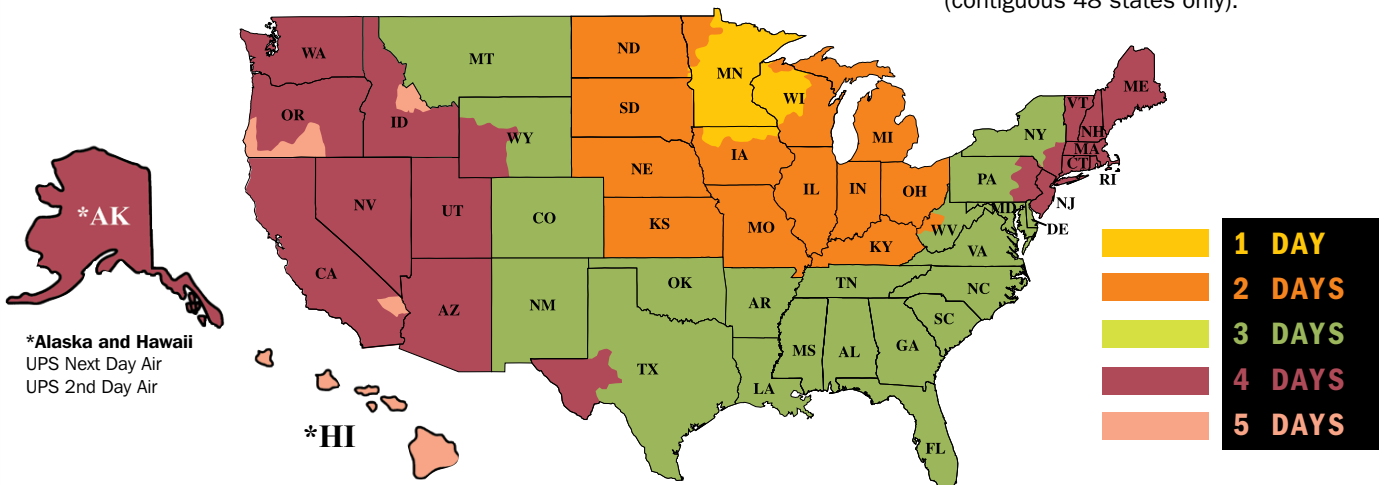 (contiguous 48 states only).
WA
MT
ND
MN
ME
OR
ID
WY
SD
WI
MI
NY
VT
NH
MA
CT
RI
NV
UT
CO
NE
IA
IL
IN
OH
PA
NJ
MD
DE
*AK
CA
AZ
NM
KS
MO
KY
WV
VA
OK
AR
TN
NC
TX
LA
MS
AL
GA
SC
FL
*Alaska and Hawaii
UPS Next Day Air
UPS 2nd Day Air
*HI
1 DAY
2 DAYS
3 DAYS
4 DAYS
5 DAYS